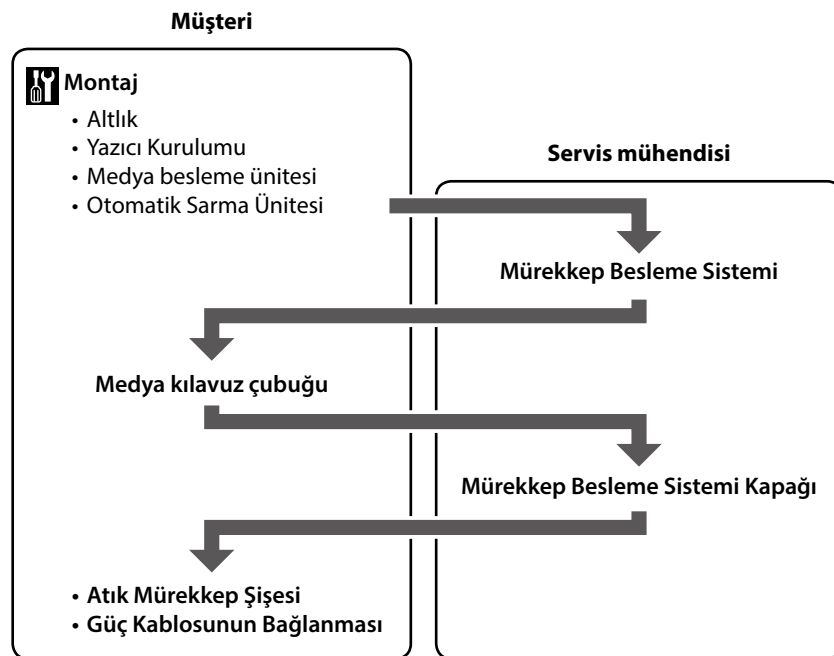 Müşteri
Montaj
• Altlık
• Yazıcı Kurulumu
• Medya besleme ünitesi
• Otomatik Sarma Ünitesi
Servis mühendisi
Mürekkep Besleme Sistemi
Medya kılavuz çubuğu
Mürekkep Besleme Sistemi Kapağı
• Atık Mürekkep Şişesi
• Güç Kablosunun Bağlanması